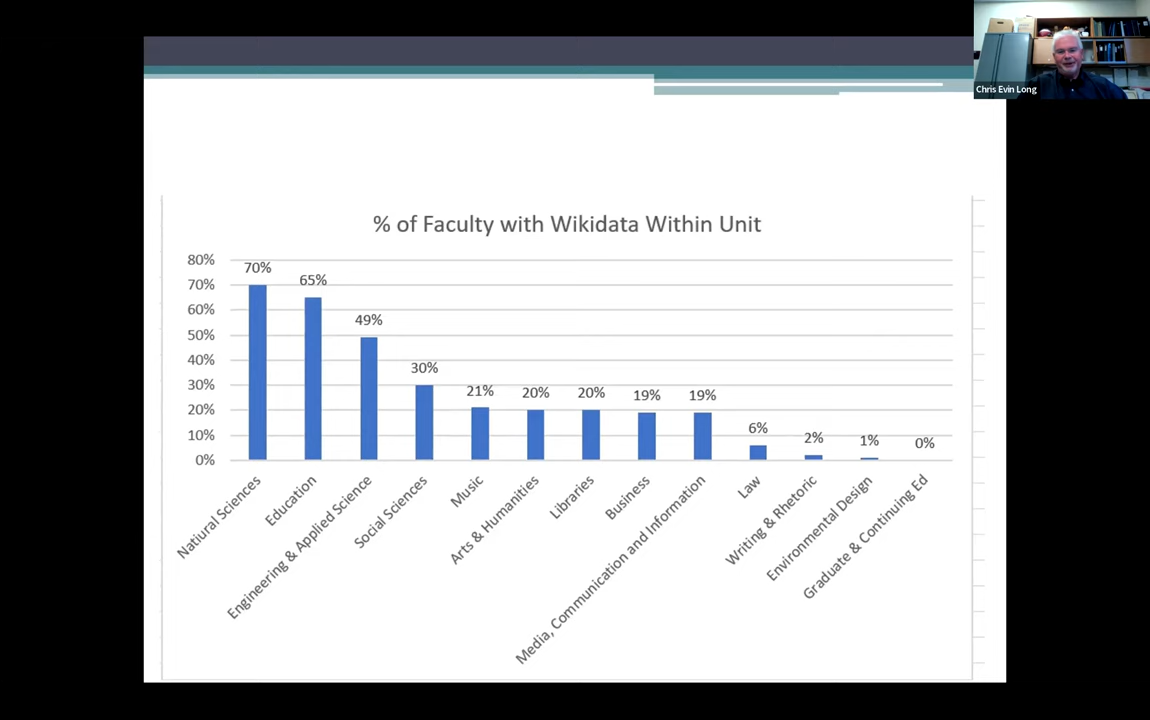 Chris Evin Long
% of Faculty with Wikidata Within Unit
80%
70%
60%
50%
40%
30%
20%
10%
0%
70%
65%
49%
30%
21%
20%
20%
19%
19%
6%
2%
1%
0%
Natiural Sciences
Education
Engineering & Applied Science
Social Sciences
Music
Arts & Humanities
Libraries
Business
Media, Communication and Information
Law
Writing & Rhetoric
Environmental Design
Graduate & Continuing Ed